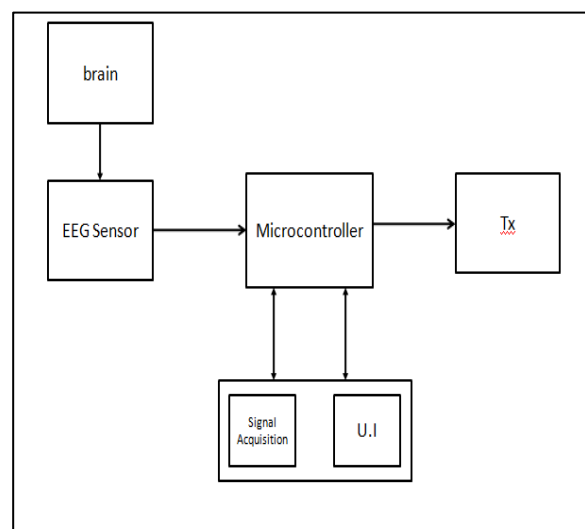 brain
EEG Sensor
Microcontroller
Tx
Signal
Acquisition
U.I